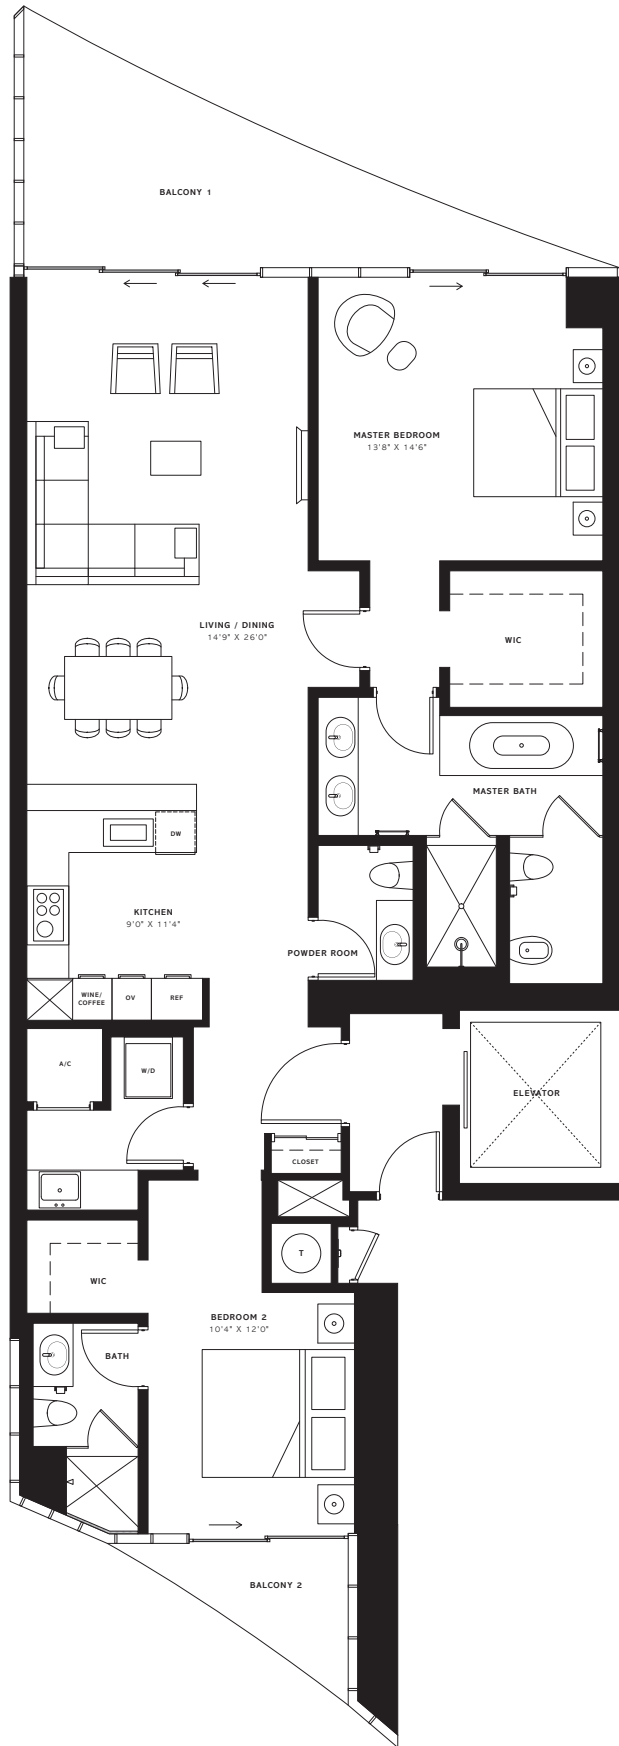 BALCONY 1
MASTER BEDROOM
13'8" X 14'6"
LIVING / DINING
14'9" X 26'0"
WIC
MASTER BATH
DW
KITCHEN
9'0" X 11'4"
POWDER ROOM
WINE/
COFFEE
OV
REF
A/C
W/D
ELEVATOR
CLOSET
T
WIC
BEDROOM 2
10'4" X 12'0"
BATH
BALCONY 2